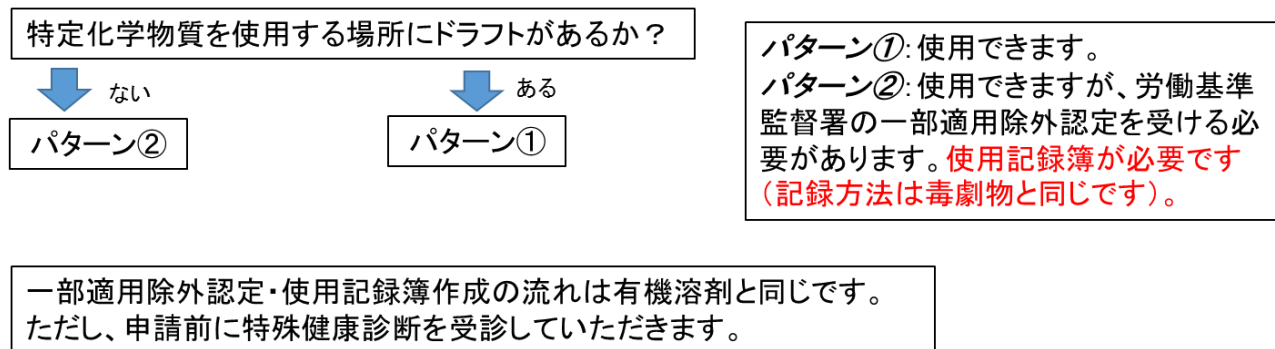 特定化学物質を使用する場所にドラフトがあるか？
ない
ある
パターン②
パターン①
パターン①:使用できます。
パターン②:使用できますが、労働基準
監督署の一部適用除外認定を受ける必
要があります。使用記録簿が必要です
（記録方法は毒劇物と同じです）。
一部適用除外認定・使用記録簿作成の流れは有機溶剤と同じです。
ただし、申請前に特殊健康診断を受診していただきます。